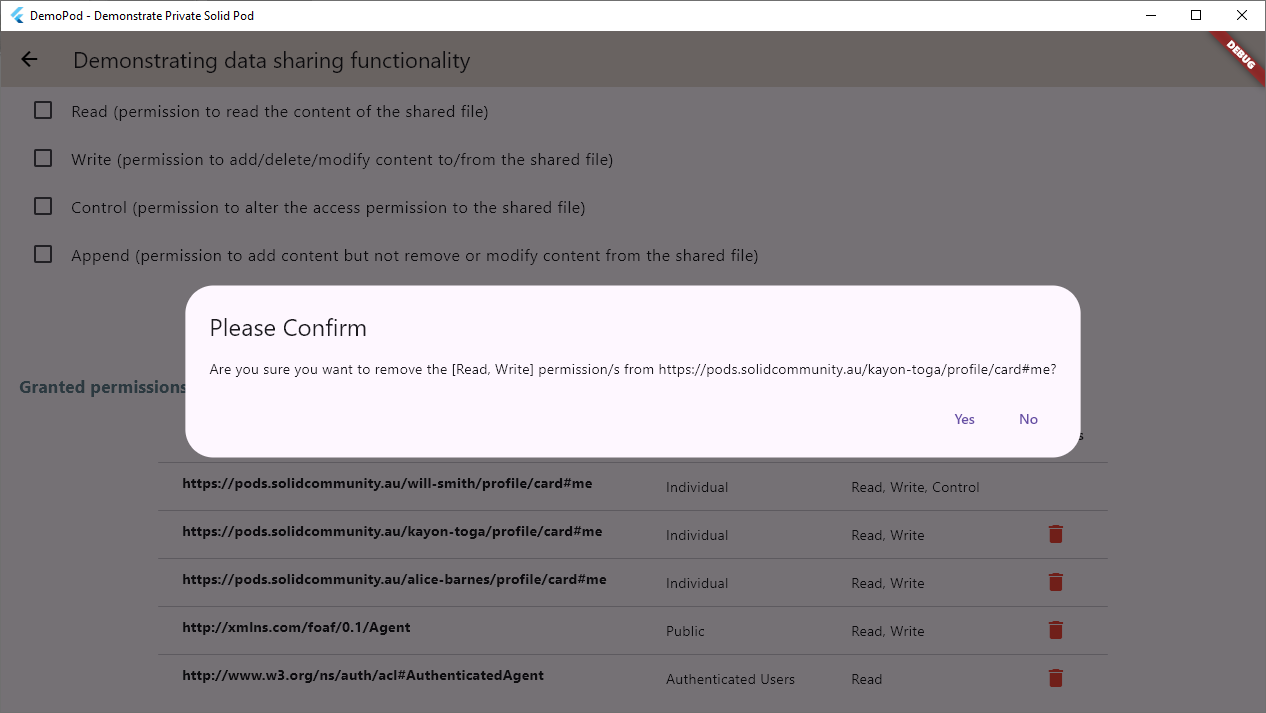 DemoPod - Demonstrate Private Solid Pod
Demonstrating data sharing functionality
DEBUG
Read (permission to read the content of the shared file)
Write (permission to add/delete/modify content to/from the shared file)
Control (permission to alter the access permission to the shared file)
Append (permission to add content but not remove or modify content from the shared file)
Please Confirm
Are you sure you want to remove the [Read, Write] permission/s from https://pods.solidcommunity.au/kayon-toga/profile/card#me?
Granted permissions
Yes No
https://pods.solidcommunity.au/will-smith/profile/card#me Individual Read, Write, Control
https://pods.solidcommunity.au/kayon-toga/profile/card#me Individual Read, Write
https://pods.solidcommunity.au/alice-barnes/profile/card#me Individual Read, Write
http://xmlns.com/foaf/0.1/Agent Public Read, Write
http://www.w3.org/ns/auth/acl#AuthenticatedAgent Authenticated Users Read